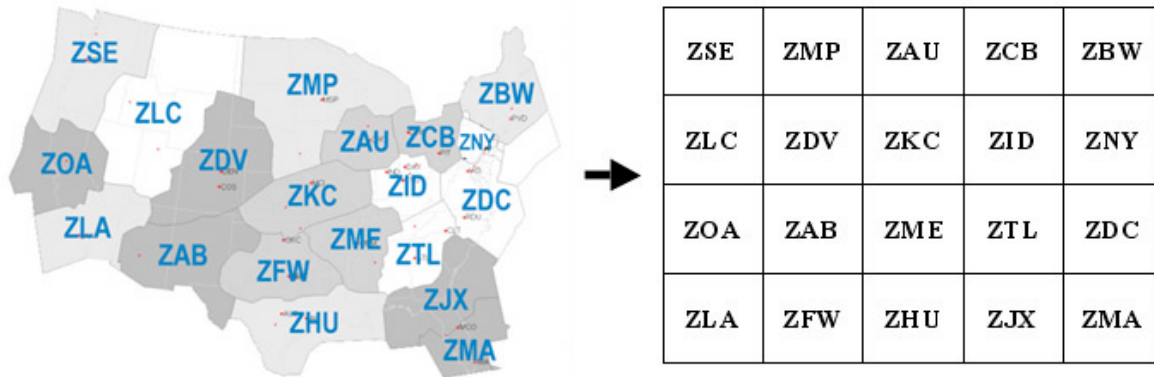 ZSE
ZMP
ZBW
ZLC
ZAU
ZCB
ZNY
ZOA
ZDV
ZID
ZKC
ZDC
ZLA
ZAB
ZME
ZFW
ZTL
ZJX
ZHU
ZMA
ZSE ZMP ZAU ZCB ZBW
ZLC ZDV ZKC ZID ZNY
ZOA ZAB ZME ZTL ZDC
ZLA ZFW ZHU ZJX ZMA